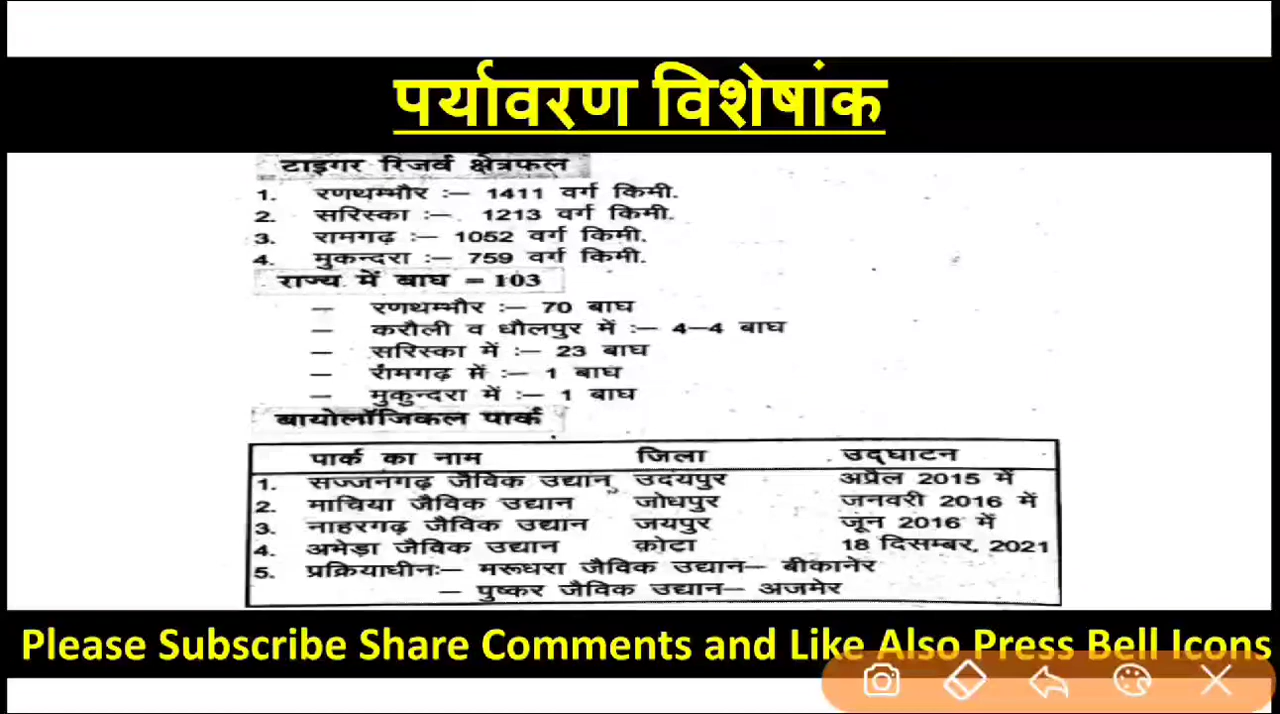 पर्यावरण विशेषांक
टाइगर रिजर्व क्षेत्रफल
1. रणथम्भौर :– 1411 वर्ग किमी.
2. सरिस्का :– 1213 वर्ग किमी.
3. रामगढ़ :– 1052 वर्ग किमी.
4. मुकन्दरा :– 759 वर्ग किमी.
राज्य में बाघ = 103
– रणथम्भौर :– 70 बाघ
– करौली व धौलपुर में :– 4–4 बाघ
– सरिस्का में :– 23 बाघ
– रामगढ़ में :– 1 बाघ
– मुकुन्दरा में :– 1 बाघ
बायोलॉजिकल पार्क
पार्क का नाम जिला उद्घाटन
1. सज्जनगढ़ जैविक उद्यान उदयपुर अप्रैल 2015 में
2. माचिया जैविक उद्यान जोधपुर जनवरी 2016 में
3. नाहरगढ़ जैविक उद्यान जयपुर जून 2016 में
4. अभेड़ा जैविक उद्यान कोटा 18 दिसम्बर, 2021
5. प्रक्रियाधीनः– मरूधरा जैविक उद्यान– बीकानेर
– पुष्कर जैविक उद्यान– अजमेर
Please Subscribe Share Comments and Like Also Press Bell Icons